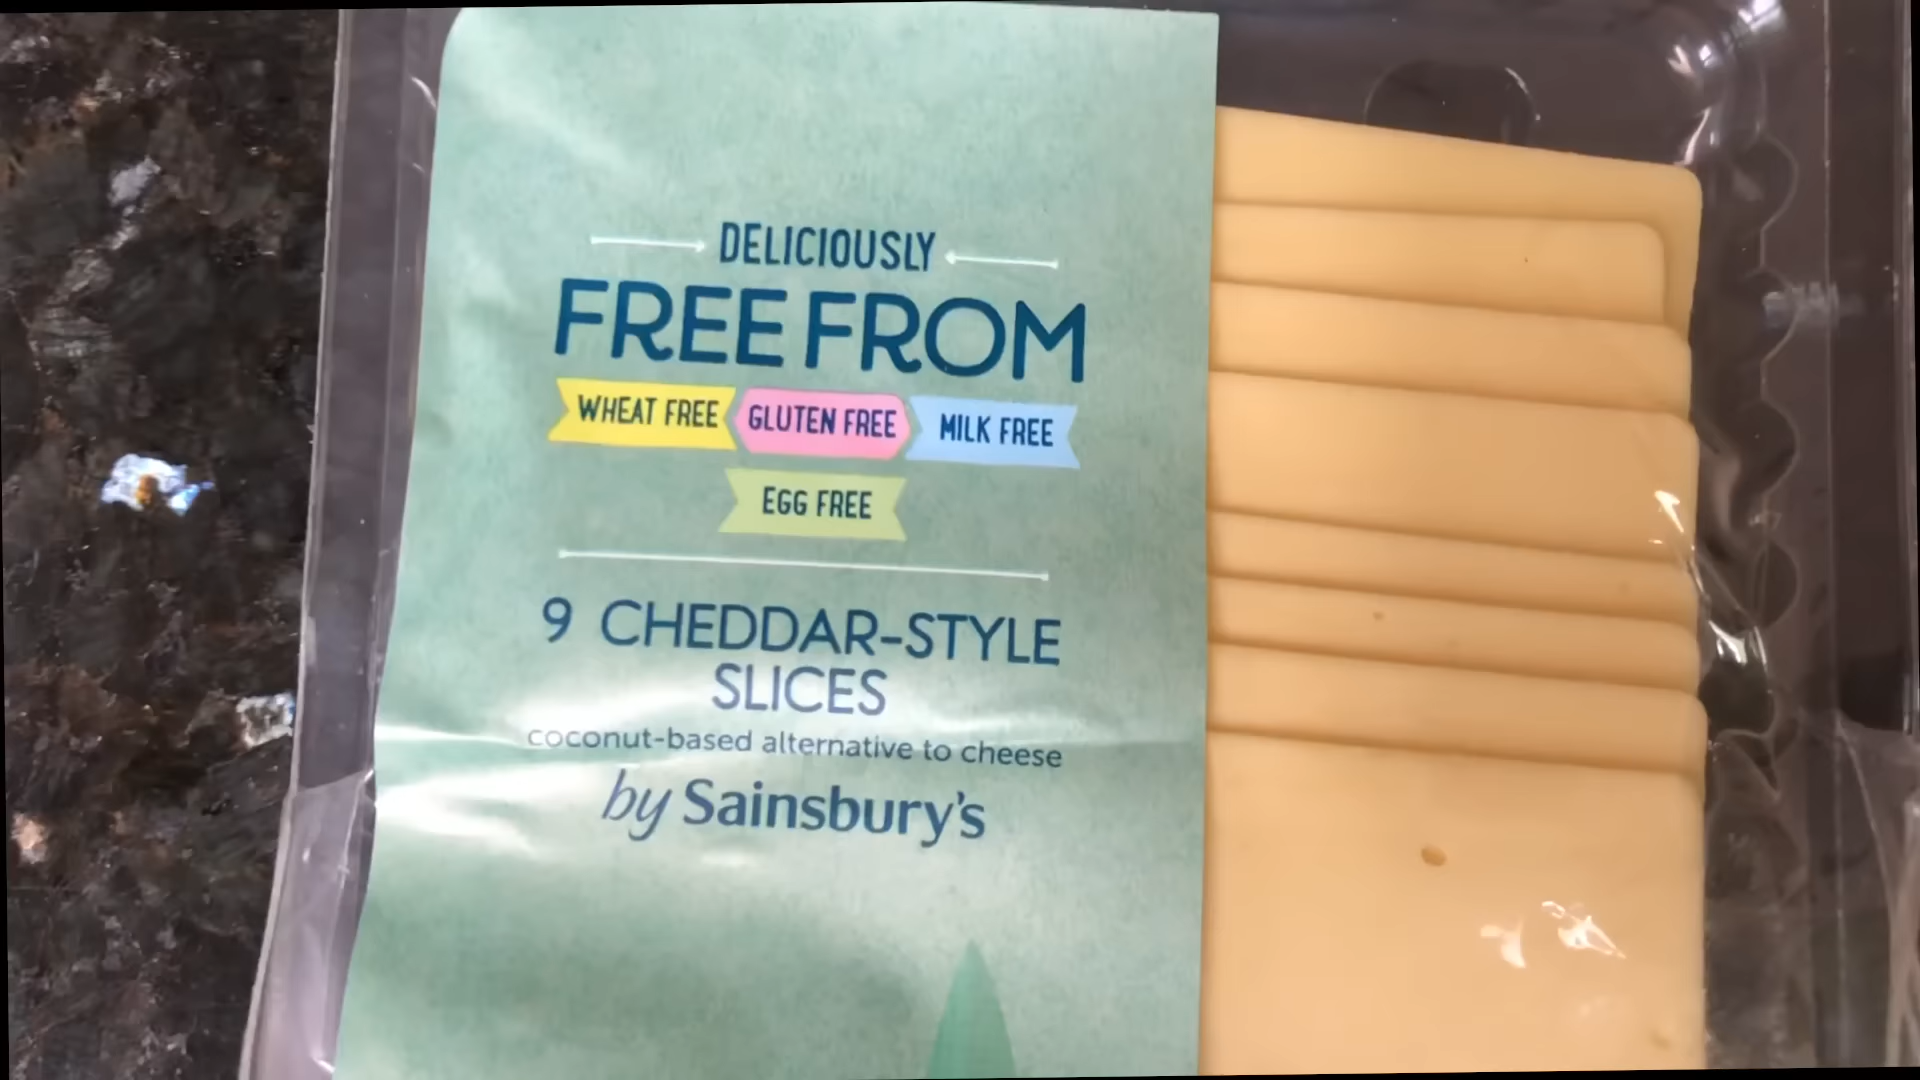 DELICIOUSLY
FREE FROM
WHEAT FREE GLUTEN FREE MILK FREE
EGG FREE
9 CHEDDAR-STYLE
SLICES
coconut-based alternative to cheese
by Sainsbury's